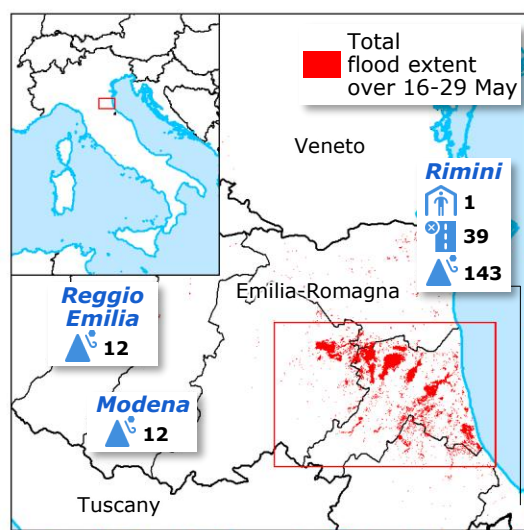 Total
flood extent
over 16-29 May
Veneto
Rimini
1
39
143
Emilia-Romagna
Reggio
Emilia
12
Modena
12
Tuscany